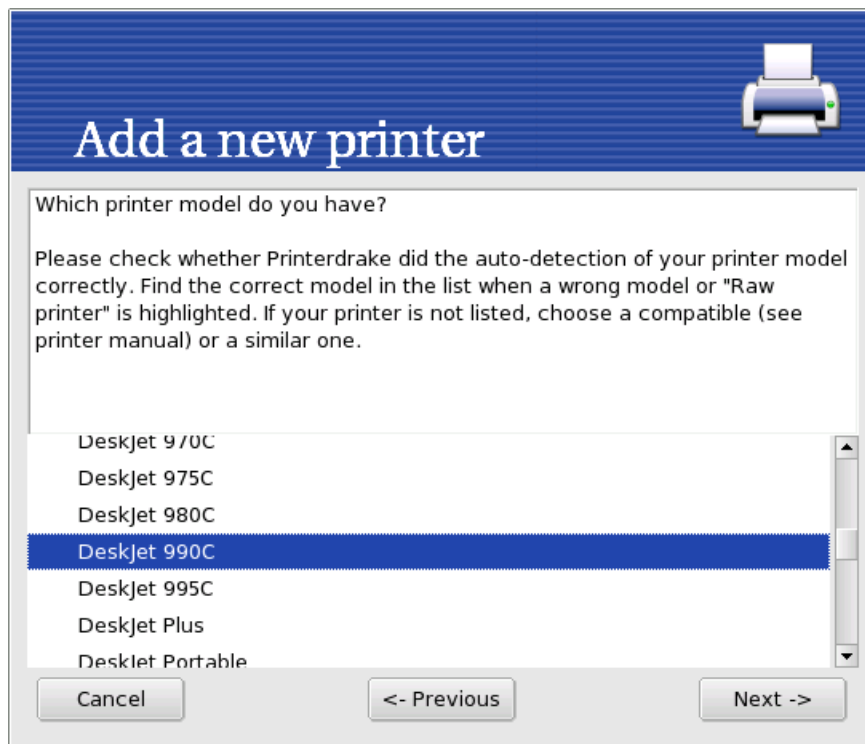 Add a new printer
Which printer model do you have?
Please check whether Printerdrake did the auto-detection of your printer model
correctly. Find the correct model in the list when a wrong model or "Raw
printer" is highlighted. If your printer is not listed, choose a compatible (see
printer manual) or a similar one.
DeskJet 970C
DeskJet 975C
DeskJet 980C
DeskJet 990C
DeskJet 995C
DeskJet Plus
DeskJet Portable
Cancel
<- Previous
Next ->